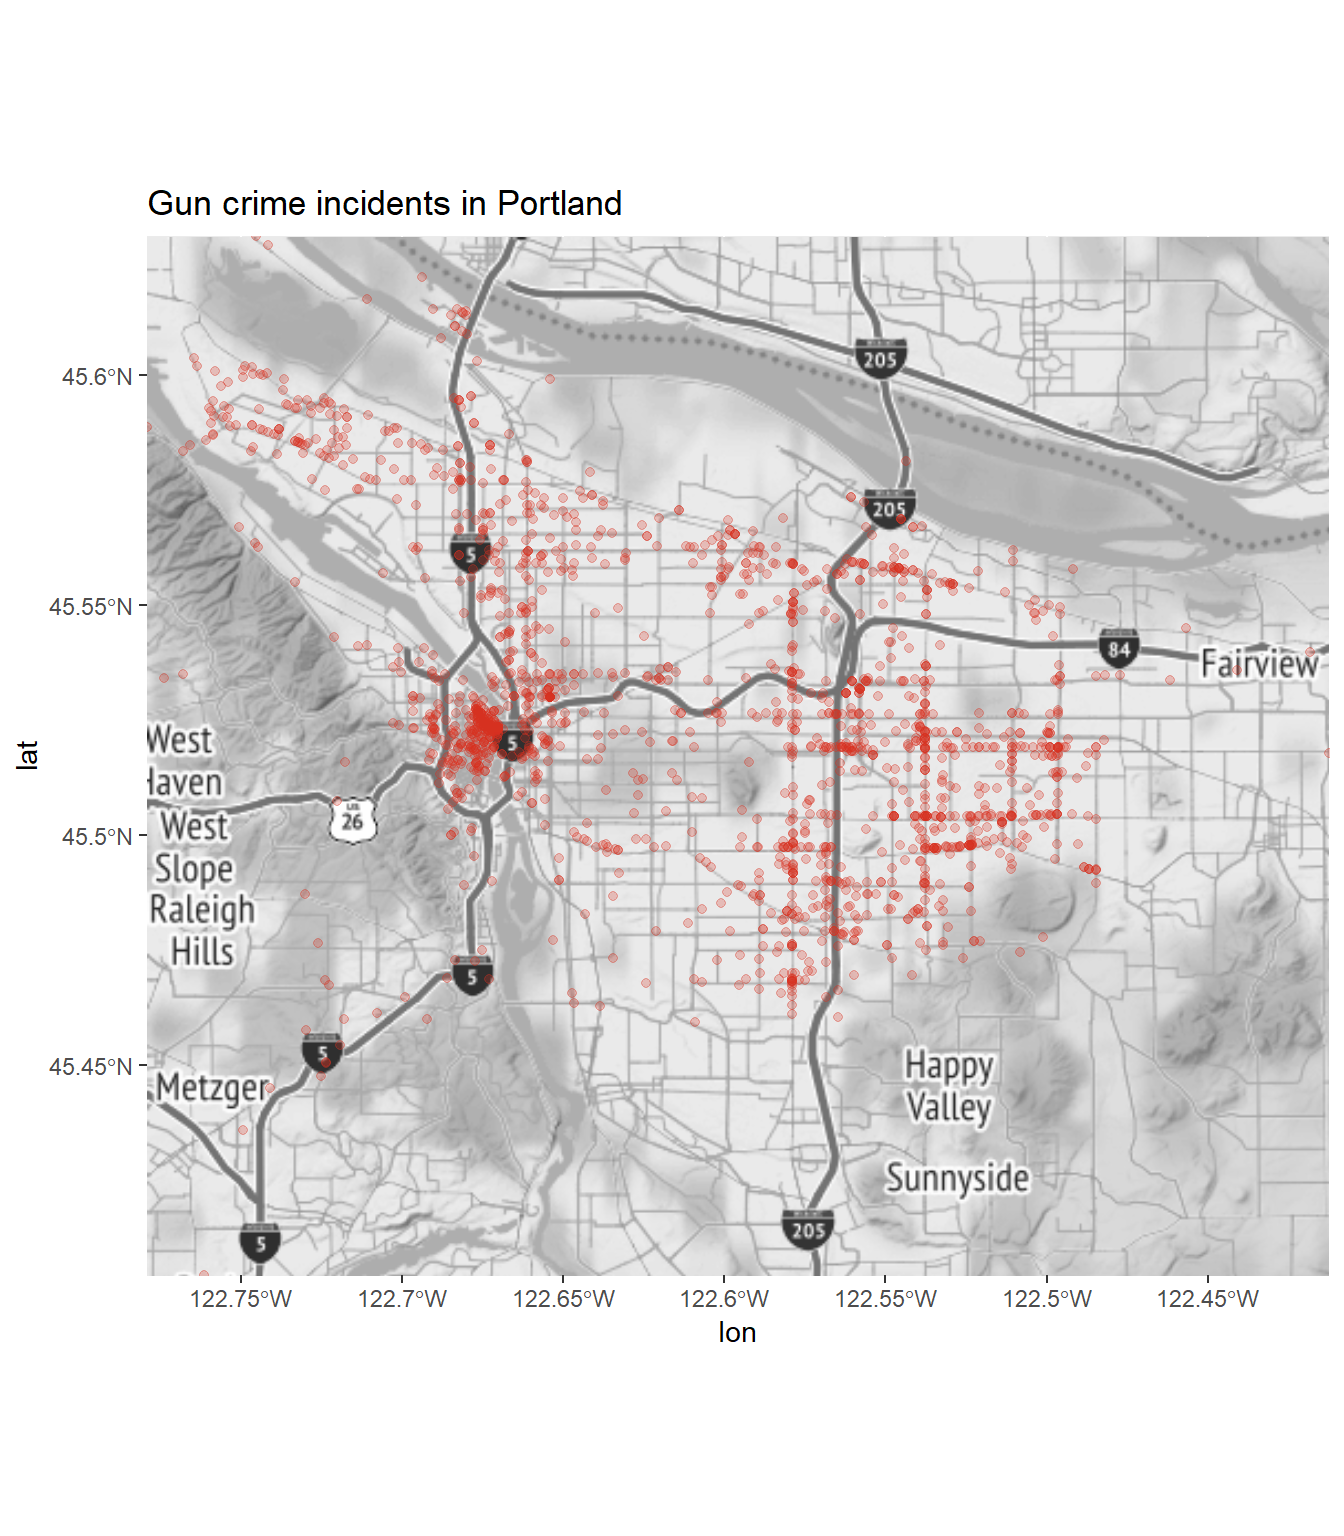 Gun crime incidents in Portland
lat
45.6°N
45.55°N
45.5°N
45.45°N
205
205
5
84
Fairview
5
West
Haven
US
26
West
Slope
Raleigh
Hills
5
5
Metzger
Happy
Valley
Sunnyside
205
5
122.75°W
122.7°W
122.65°W
122.6°W
122.55°W
122.5°W
122.45°W
lon